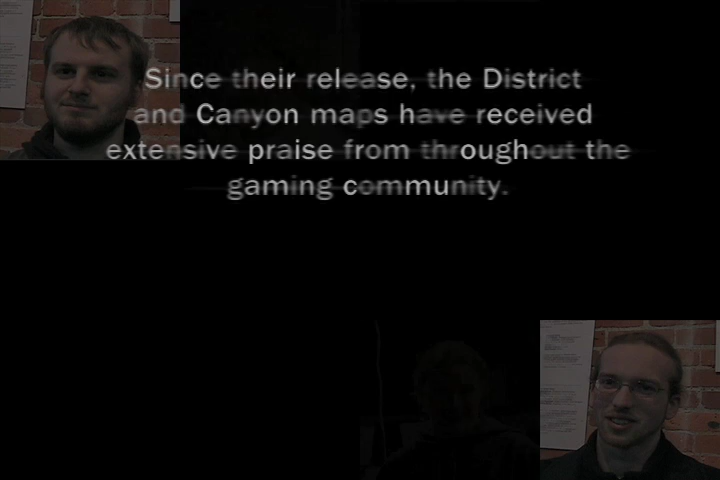 Since their release, the District
and Canyon maps have received
extensive praise from throughout the
gaming community.